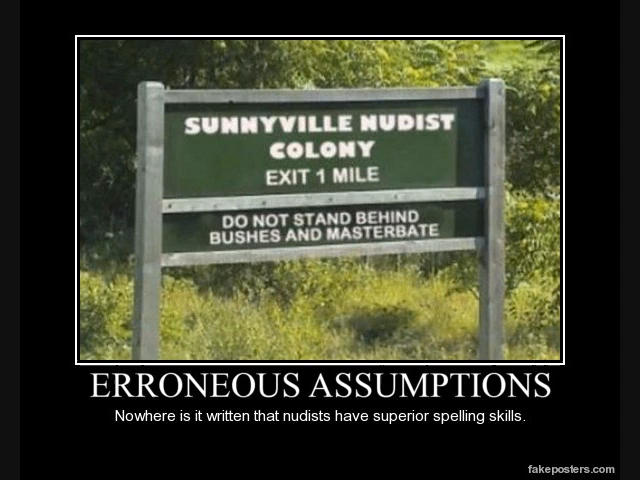 SUNNYVILLE NUDIST
COLONY
EXIT 1 MILE
DO NOT STAND BEHIND
BUSHES AND MASTERBATE
ERRONEOUS ASSUMPTIONS
Nowhere is it written that nudists have superior spelling skills.
fakeposters.com